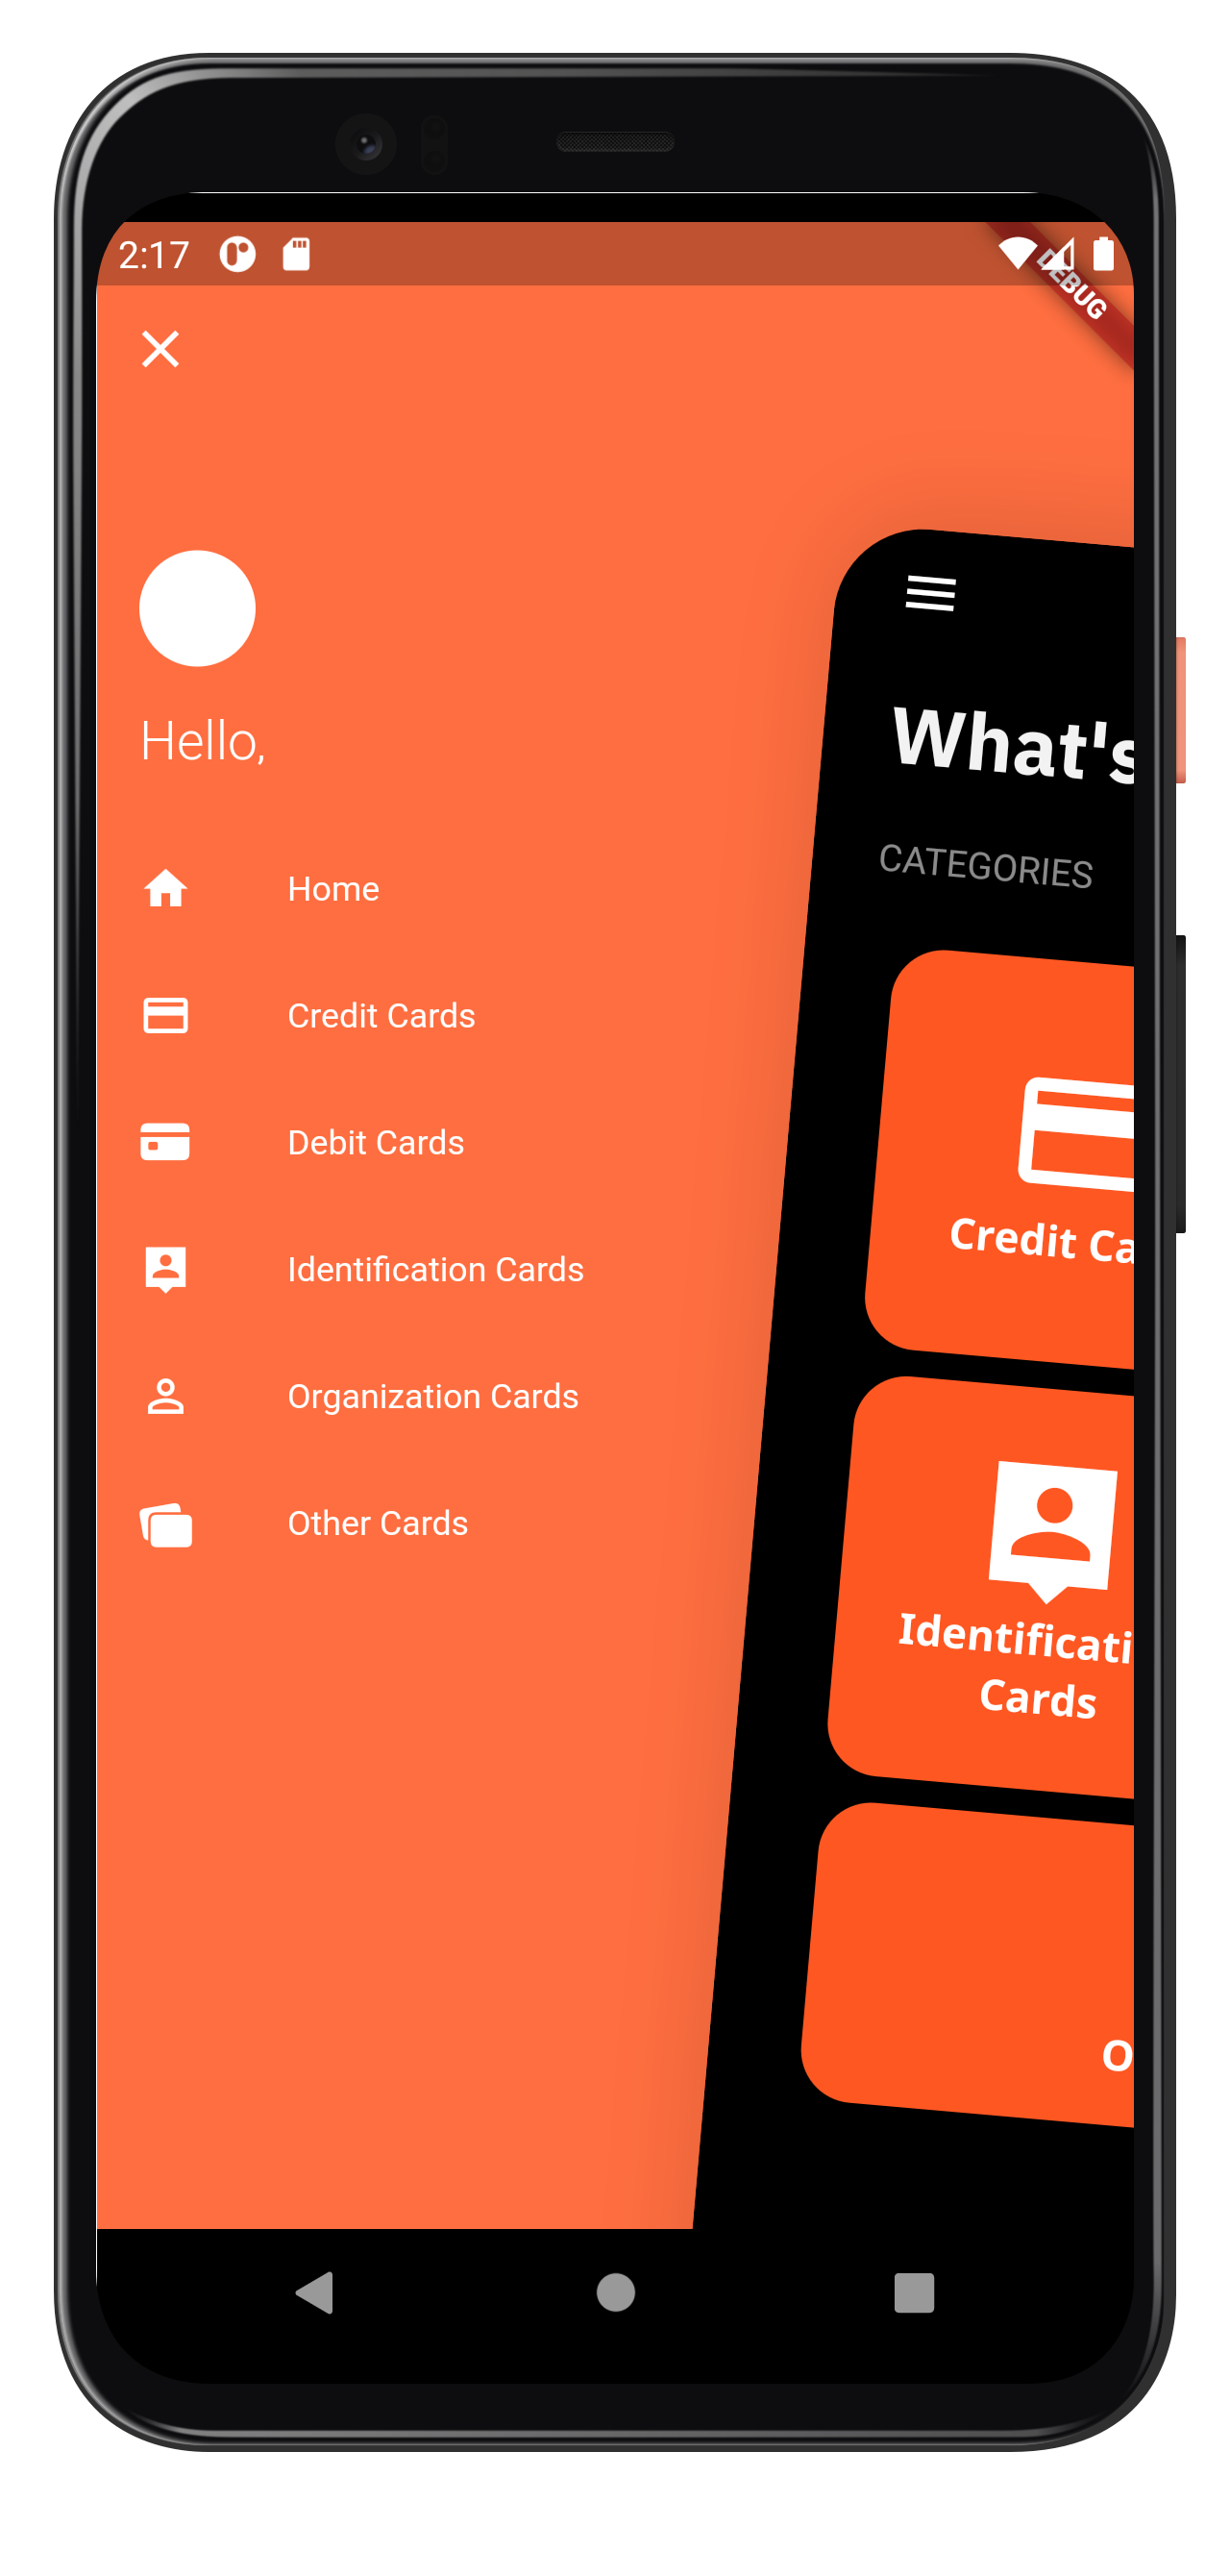 2:17
DEBUG
Hello,
Home
Credit Cards
Debit Cards
Identification Cards
Organization Cards
Other Cards
What's
CATEGORIES
Credit Ca
Identificati
Cards
O